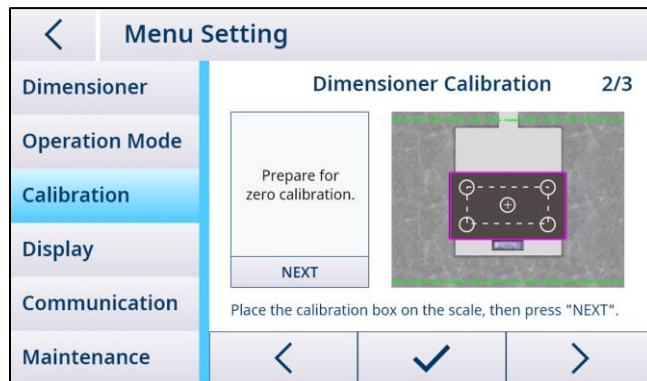 Menu Setting
Dimensioner
Operation Mode
Calibration
Display
Communication
Maintenance
Dimensioner Calibration 2/3
Prepare for
zero calibration.
NEXT
Place the calibration box on the scale, then press "NEXT".